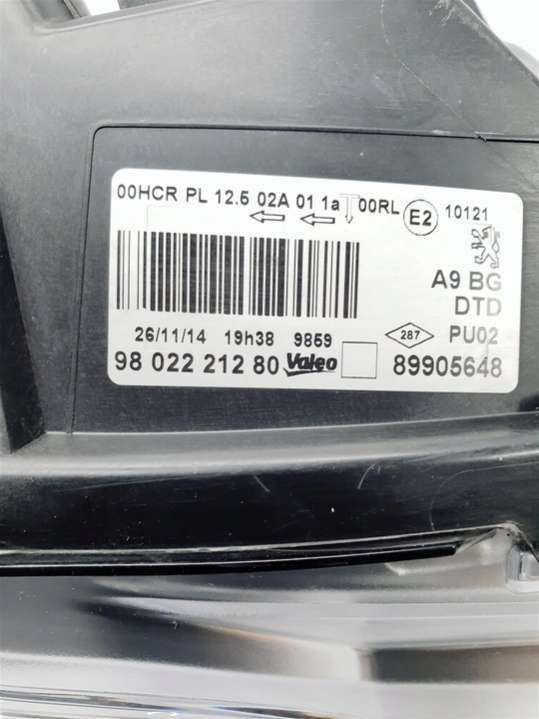 00HCR PL 12.5 02A 01 1a 00RL E2 10121
A9 BG
DTD
26/11/14 19h38 9859 287 PU02
98 022 212 80 Valeo 89905648